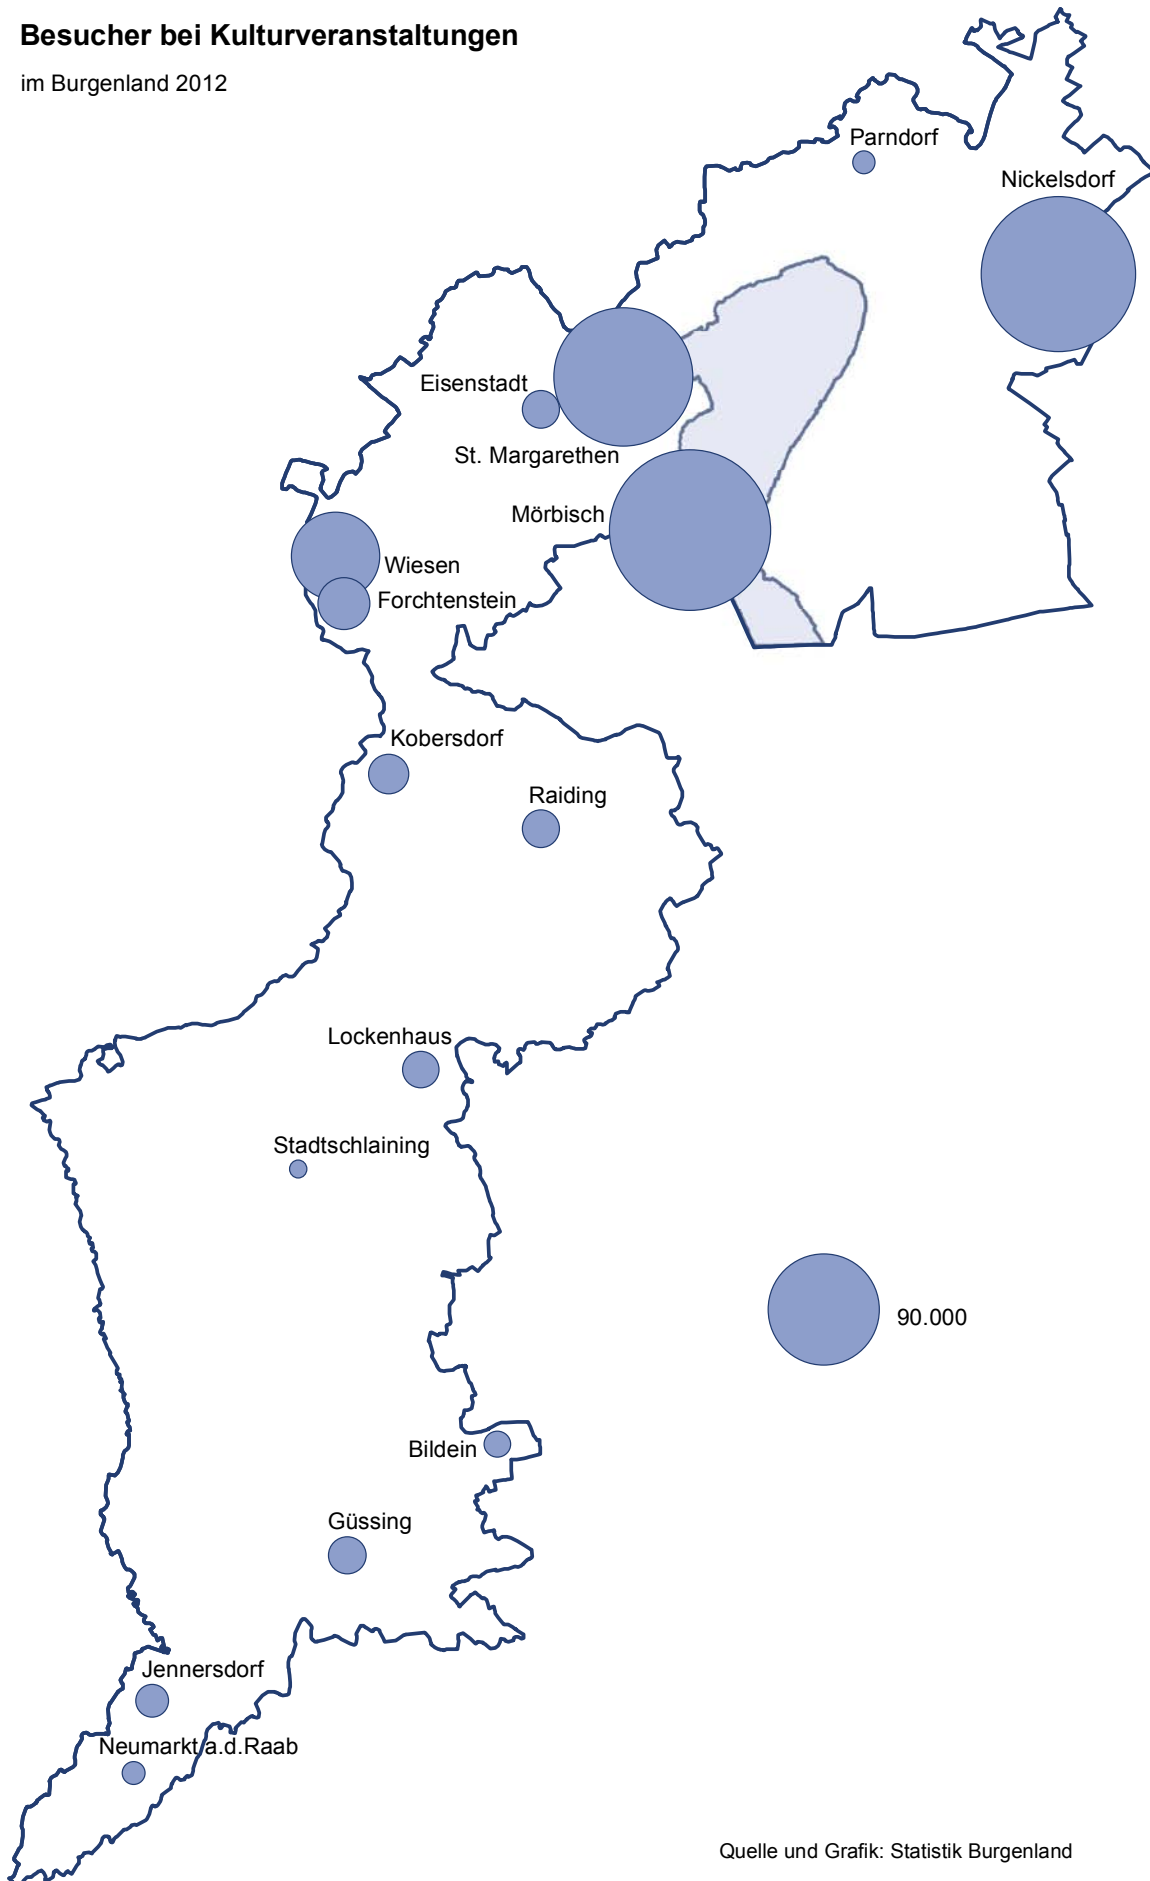 Besucher bei Kulturveranstaltungen
im Burgenland 2012
Parndorf
Nickelsdorf
Eisenstadt
St. Margarethen
Mörbisch
Wiesen
Forchtenstein
Kobersdorf
Raiding
Lockenhaus
Stadtschlaining
90.000
Bildein
Güssing
Jennersdorf
Neumarkt a.d.Raab
Quelle und Grafik: Statistik Burgenland